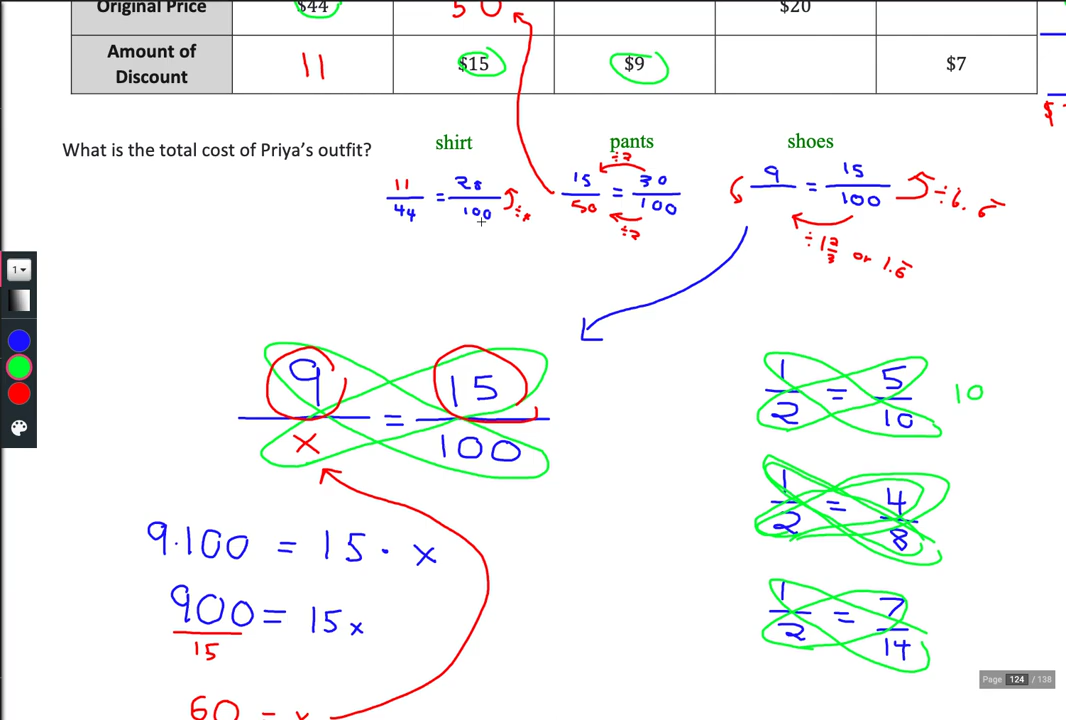 Original Price $44 50 $20
Amount of Discount 11 $15 $9 $7
What is the total cost of Priya's outfit?
shirt pants shoes
11/44 = 25/100 ÷4
15/50 = 30/100 ÷2 ÷2
9/ = 15/100 ÷6.6̅
÷1 2/3 or 1.6̅
1
9/x = 15/100
1/2 = 5/10 10
9·100 = 15·x
1/2 = 4/8
900 = 15x
15
1/2 = 7/14
60 = x
Page 124 / 138